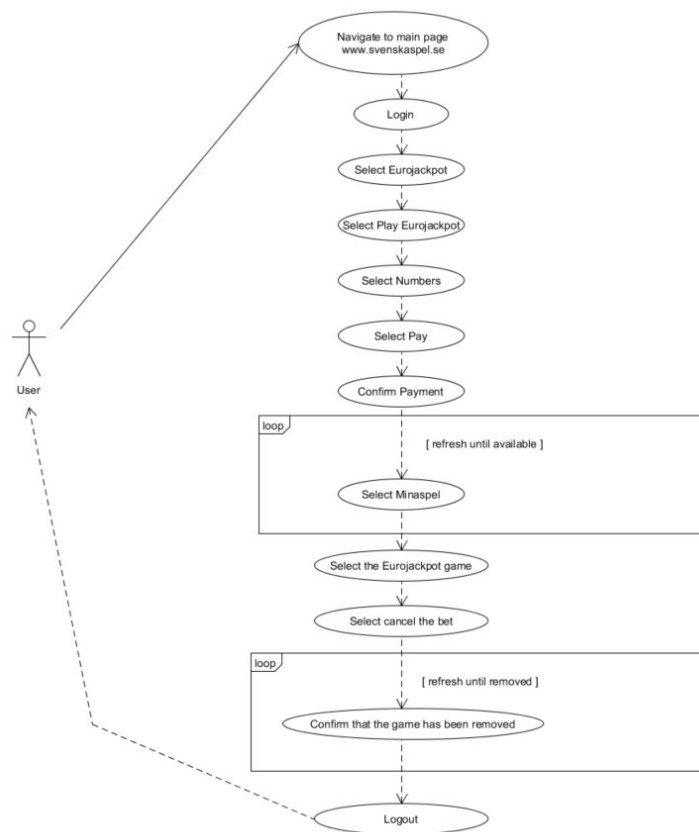 Navigate to main page
www.svenskaspel.se
Login
Select Eurojackpot
Select Play Eurojackpot
Select Numbers
Select Pay
User
Confirm Payment
loop
[ refresh until available ]
Select Minaspel
Select the Eurojackpot game
Select cancel the bet
loop
[ refresh until removed ]
Confirm that the game has been removed
Logout